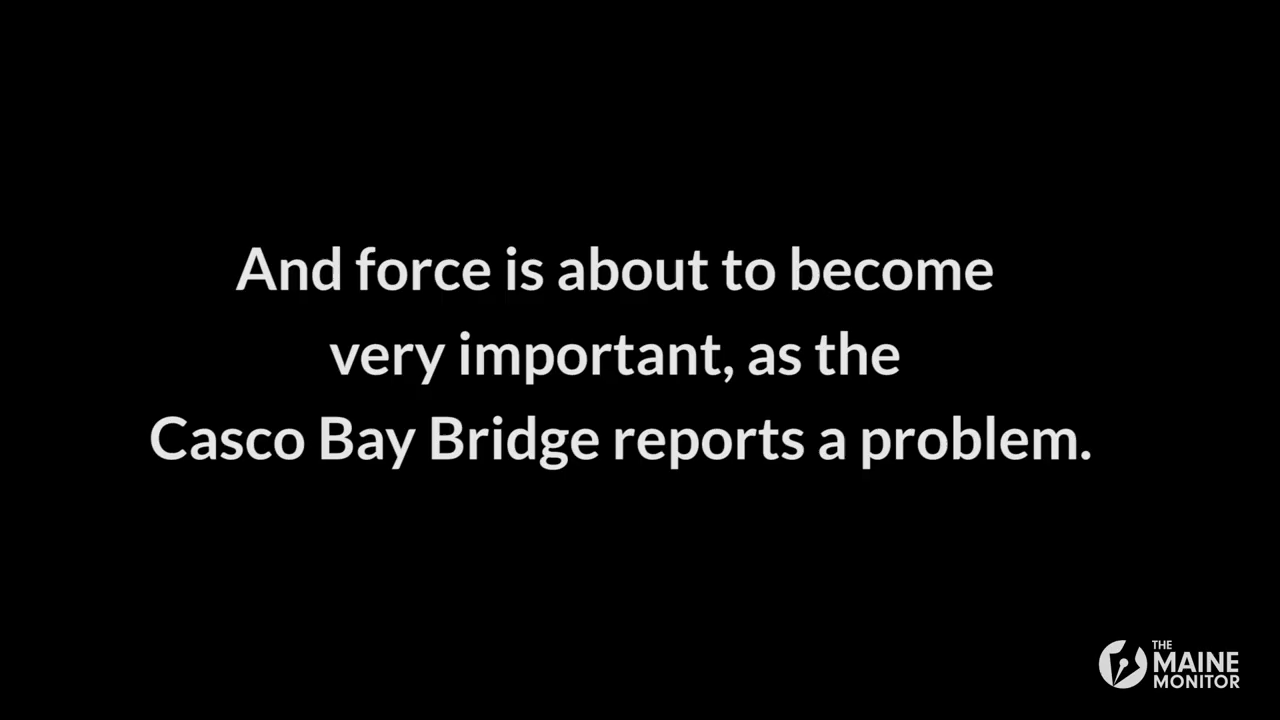 And force is about to become
very important, as the
Casco Bay Bridge reports a problem.
THE
MAINE
MONITOR